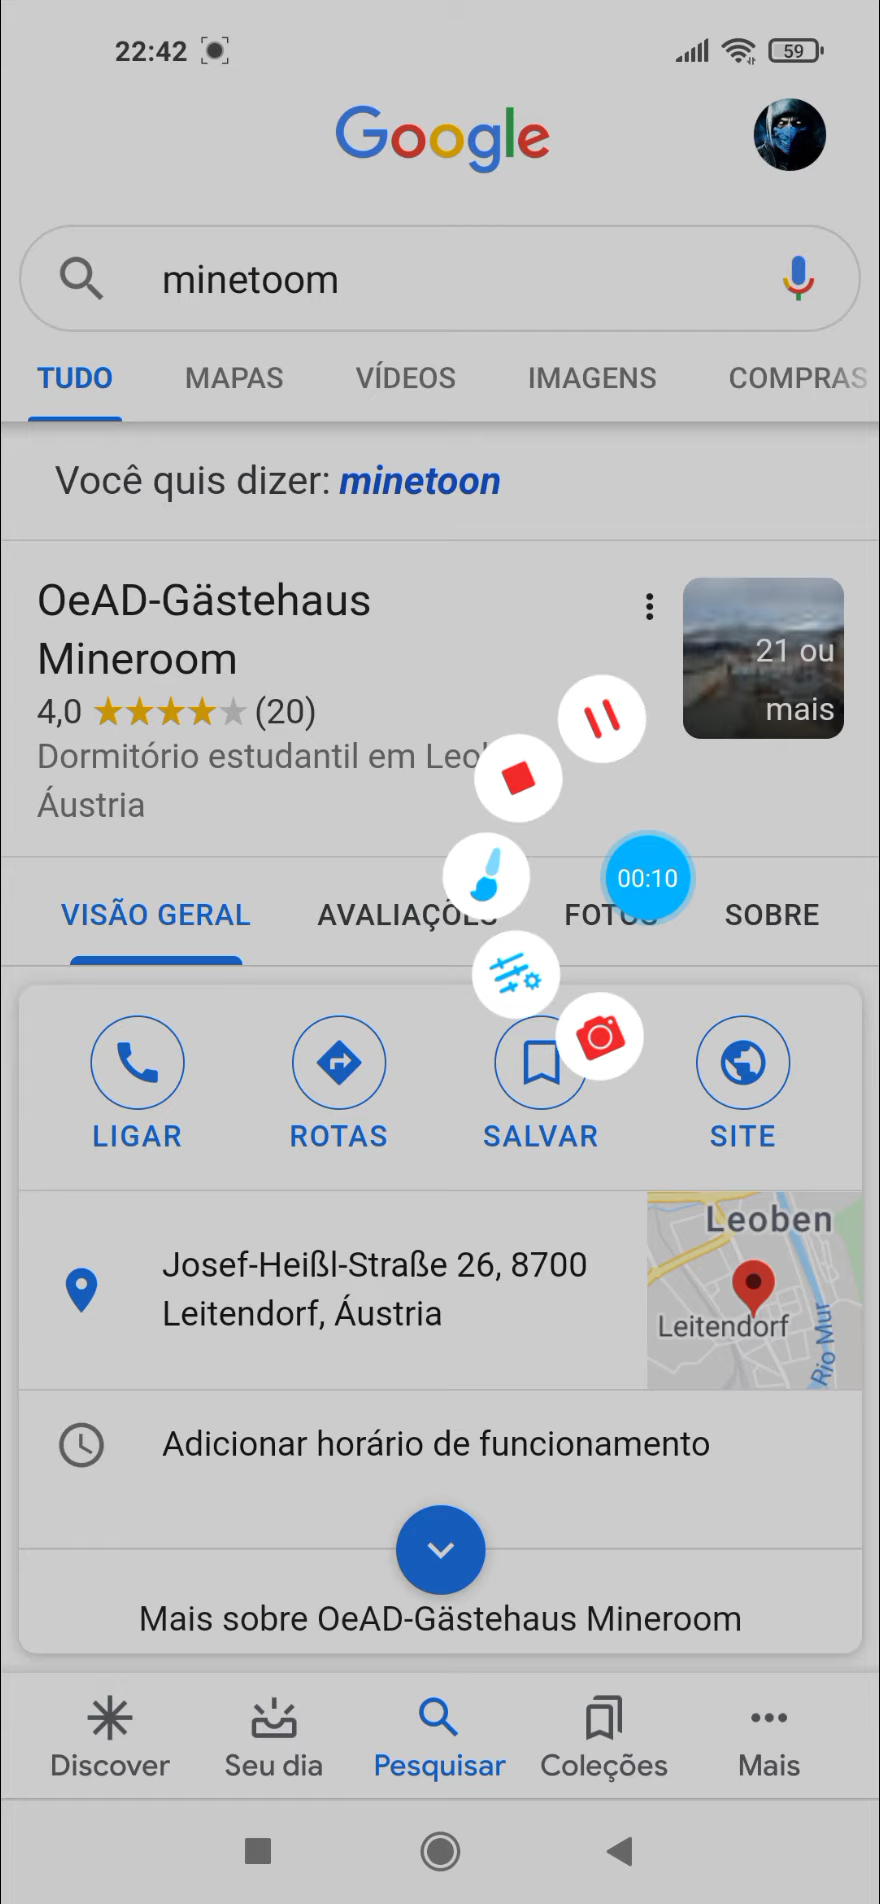 22:42
59
Google
minetoom
TUDO MAPAS VÍDEOS IMAGENS COMPRAS
Você quis dizer: minetoon
OeAD-Gästehaus
Mineroom
21 ou
mais
4,0 (20)
Dormitório estudantil em Leo
Áustria
00:10
VISÃO GERAL AVALIAÇÕES FOTOS SOBRE
LIGAR ROTAS SALVAR SITE
Josef-Heißl-Straße 26, 8700
Leitendorf, Áustria
Leoben
Leitendorf
Rio Mur
Adicionar horário de funcionamento
Mais sobre OeAD-Gästehaus Mineroom
Discover Seu dia Pesquisar Coleções Mais